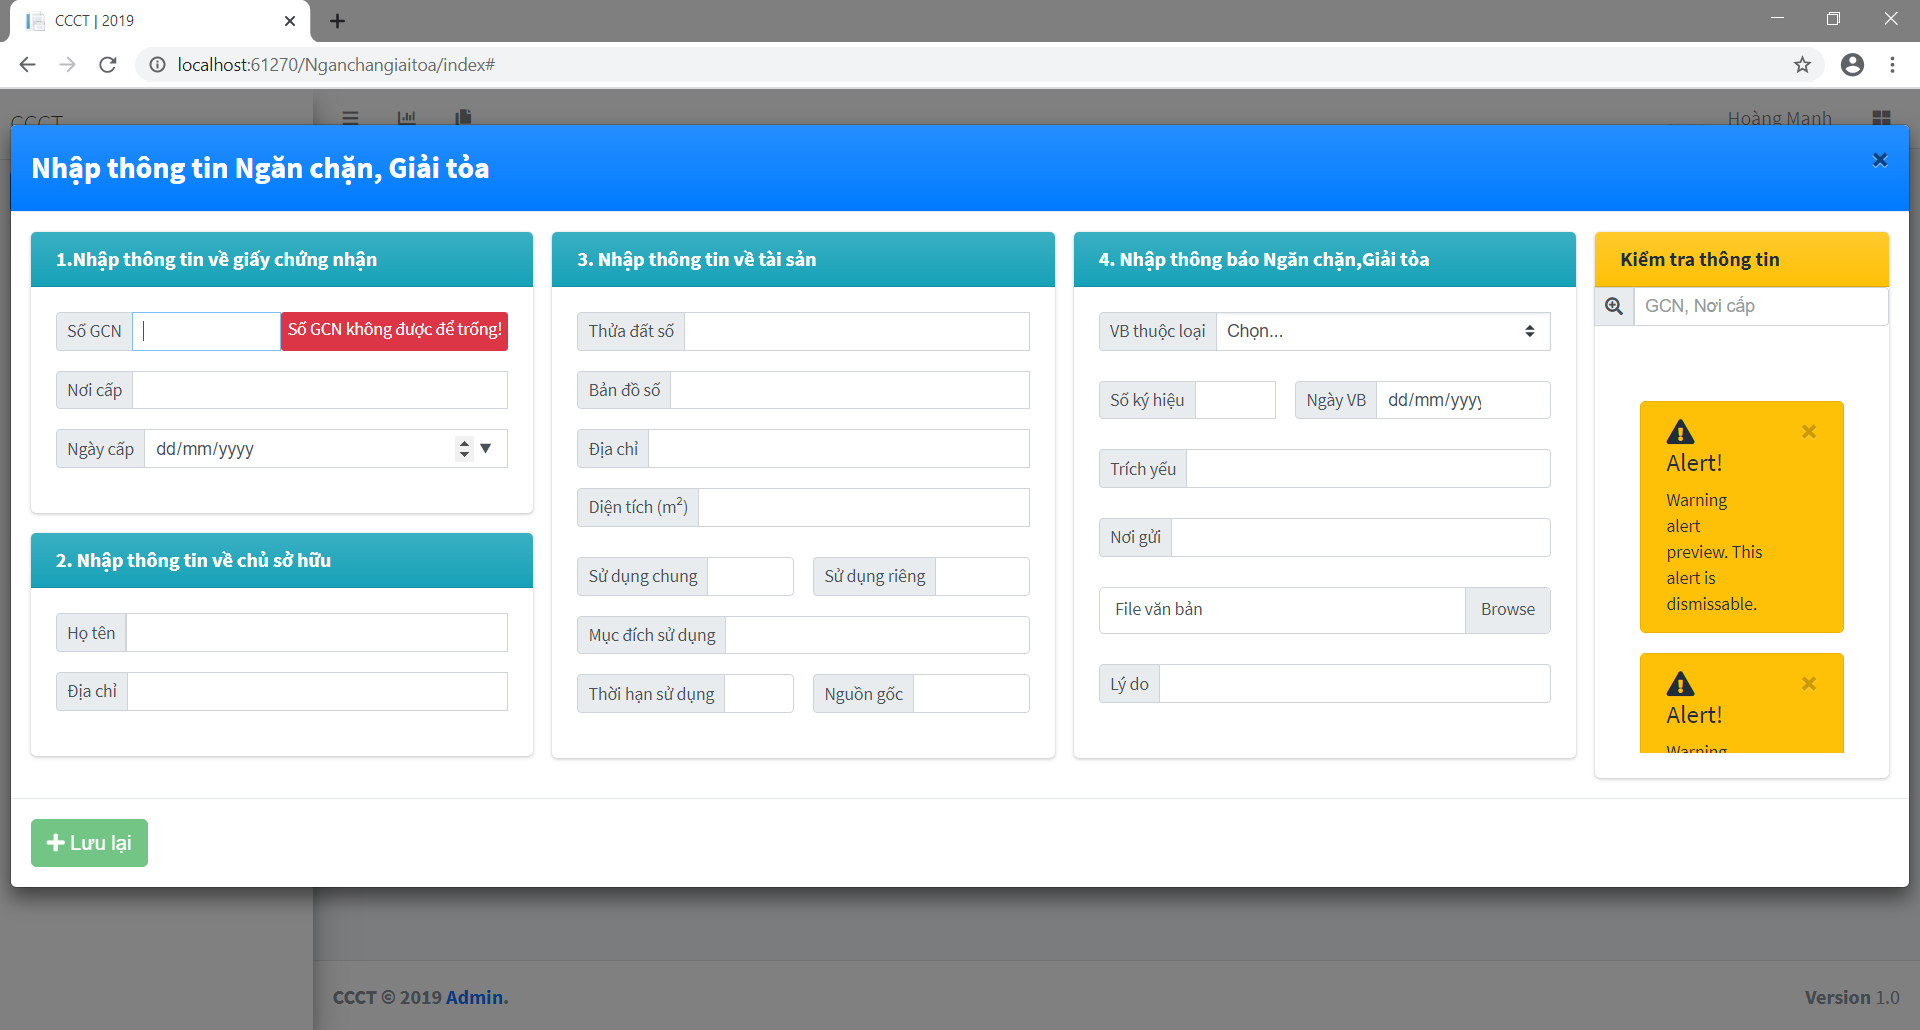 CCCT | 2019
localhost:61270/Nganchangiaitoa/index#
CCCT
Hoàng Mạnh
Nhập thông tin Ngăn chặn, Giải tỏa
1.Nhập thông tin về giấy chứng nhận
Số GCN
Số GCN không được để trống!
Nơi cấp
Ngày cấp dd/mm/yyyy
2. Nhập thông tin về chủ sở hữu
Họ tên
Địa chỉ
3. Nhập thông tin về tài sản
Thửa đất số
Bản đồ số
Địa chỉ
Diện tích (m²)
Sử dụng chung Sử dụng riêng
Mục đích sử dụng
Thời hạn sử dụng Nguồn gốc
4. Nhập thông báo Ngăn chặn,Giải tỏa
VB thuộc loại Chọn...
Số ký hiệu Ngày VB dd/mm/yyyy
Trích yếu
Nơi gửi
File văn bản Browse
Lý do
Kiểm tra thông tin
GCN, Nơi cấp
Alert!
Warning
alert
preview. This
alert is
dismissable.
Alert!
Warning
Lưu lại
CCCT © 2019 Admin.
Version 1.0